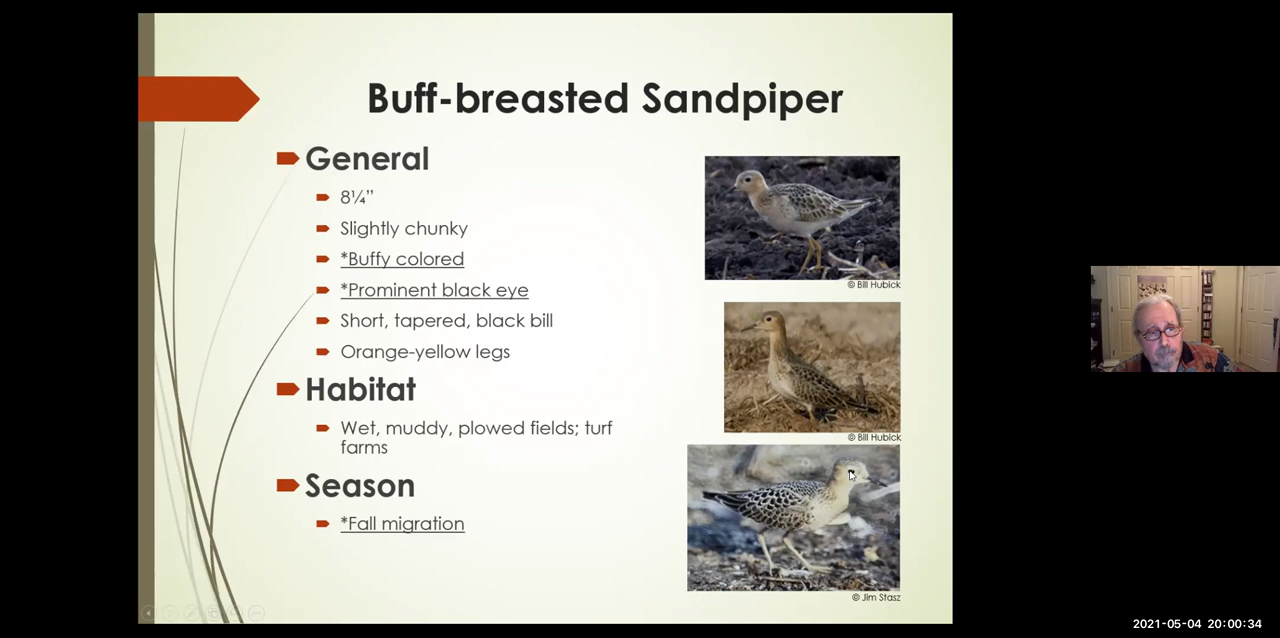 Buff-breasted Sandpiper
General
8¼”
Slightly chunky
*Buffy colored
*Prominent black eye
Short, tapered, black bill
Orange-yellow legs
Habitat
Wet, muddy, plowed fields; turf
farms
Season
*Fall migration
© Bill Hubick
© Bill Hubick
© Jim Stasz
2021-05-04 20:00:34